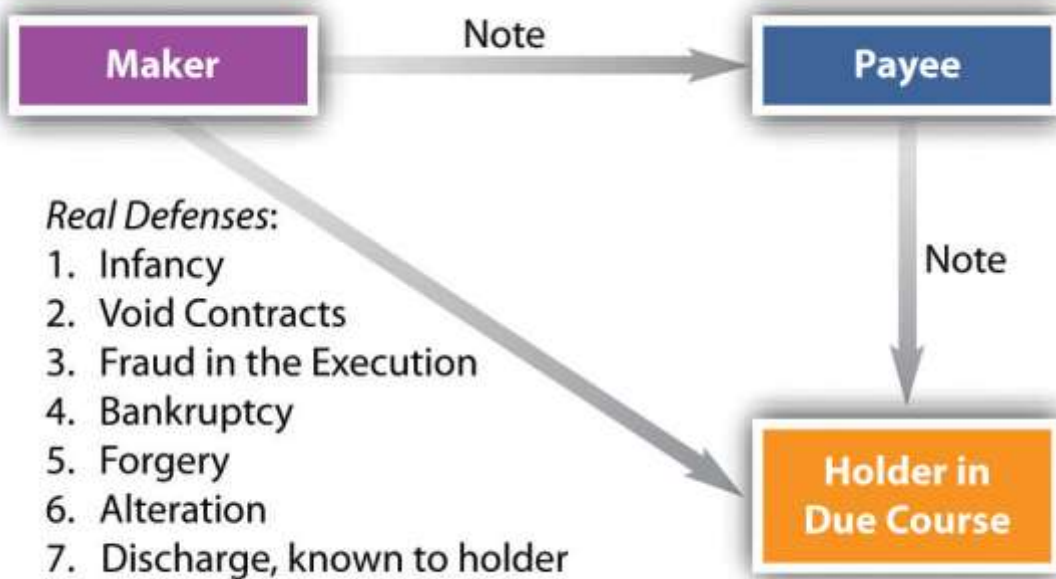 Maker
Note
Payee
Real Defenses:
1. Infancy
2. Void Contracts
3. Fraud in the Execution
4. Bankruptcy
5. Forgery
6. Alteration
7. Discharge, known to holder
Note
Holder in
Due Course